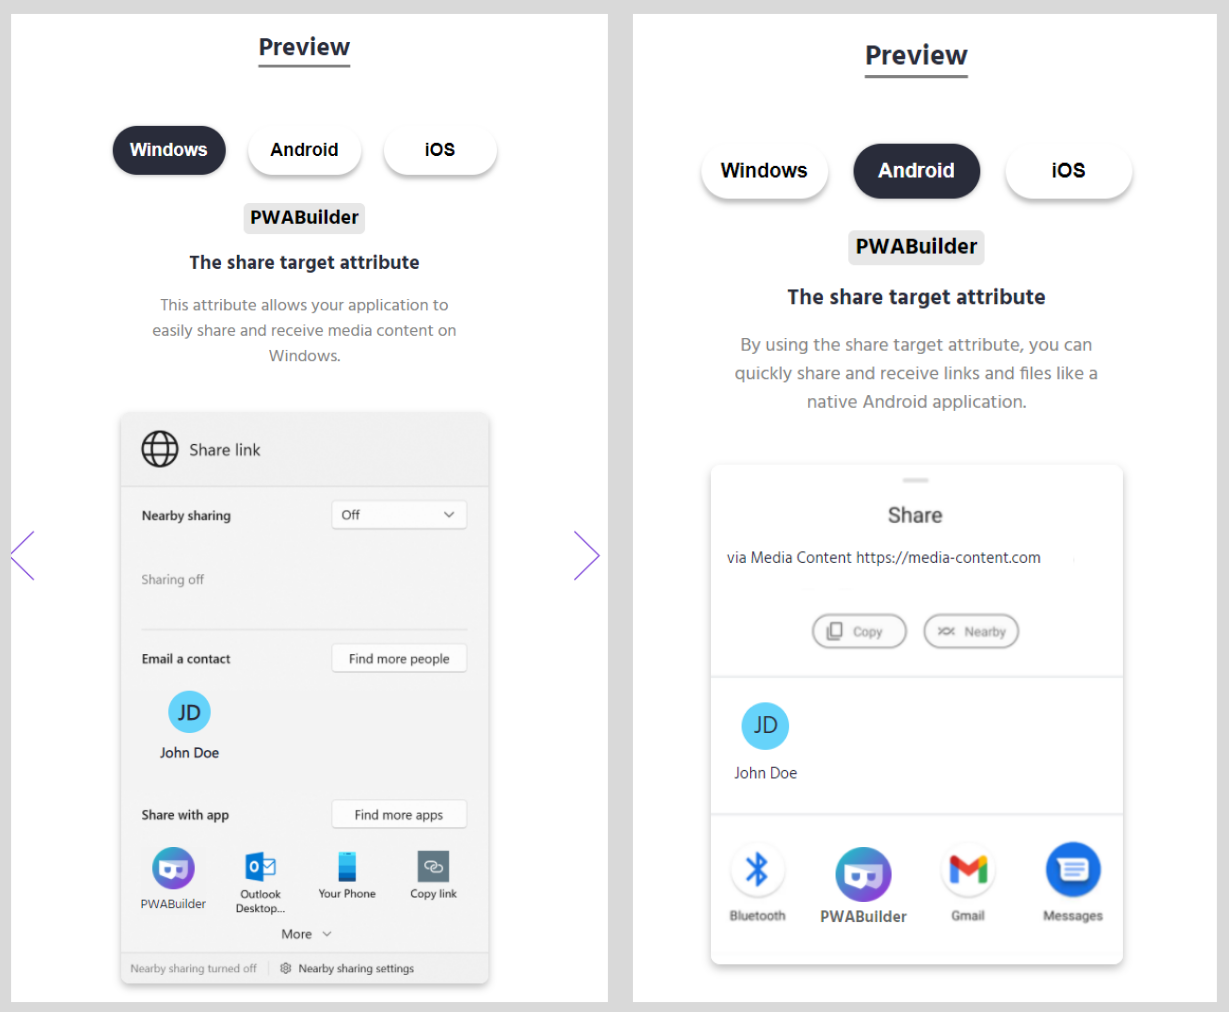 Preview
Windows Android iOS
PWABuilder
The share target attribute
This attribute allows your application to
easily share and receive media content on
Windows.
Share link
Nearby sharing Off
Sharing off
Email a contact Find more people
JD
John Doe
Share with app Find more apps
PWABuilder Outlook Desktop... Your Phone Copy link
More
Nearby sharing turned off Nearby sharing settings
Preview
Windows Android iOS
PWABuilder
The share target attribute
By using the share target attribute, you can
quickly share and receive links and files like a
native Android application.
Share
via Media Content https://media-content.com
Copy Nearby
JD
John Doe
Bluetooth PWABuilder Gmail Messages